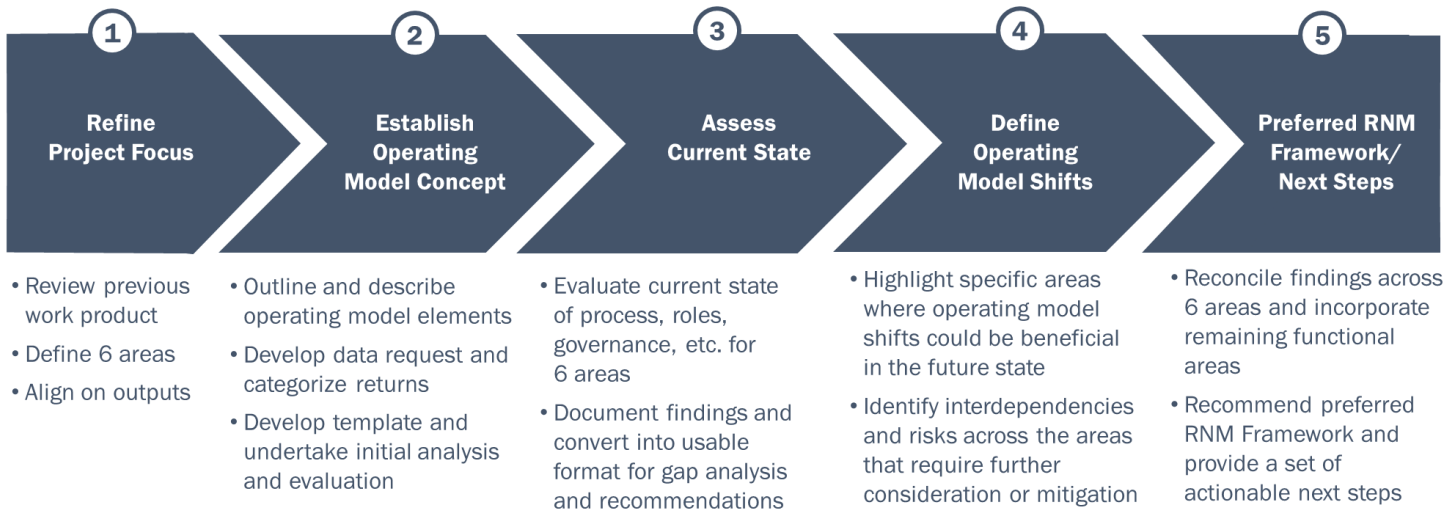 1
Refine
Project Focus
• Review previous
work product
• Define 6 areas
• Align on outputs
2
Establish
Operating
Model Concept
• Outline and describe
operating model elements
• Develop data request and
categorize returns
• Develop template and
undertake initial analysis
and evaluation
3
Assess
Current State
• Evaluate current state
of process, roles,
governance, etc. for
6 areas
• Document findings and
convert into usable
format for gap analysis
and recommendations
4
Define
Operating
Model Shifts
• Highlight specific areas
where operating model
shifts could be beneficial
in the future state
• Identify interdependencies
and risks across the areas
that require further
consideration or mitigation
5
Preferred RNM
Framework/
Next Steps
• Reconcile findings across
6 areas and incorporate
remaining functional
areas
• Recommend preferred
RNM Framework and
provide a set of
actionable next steps